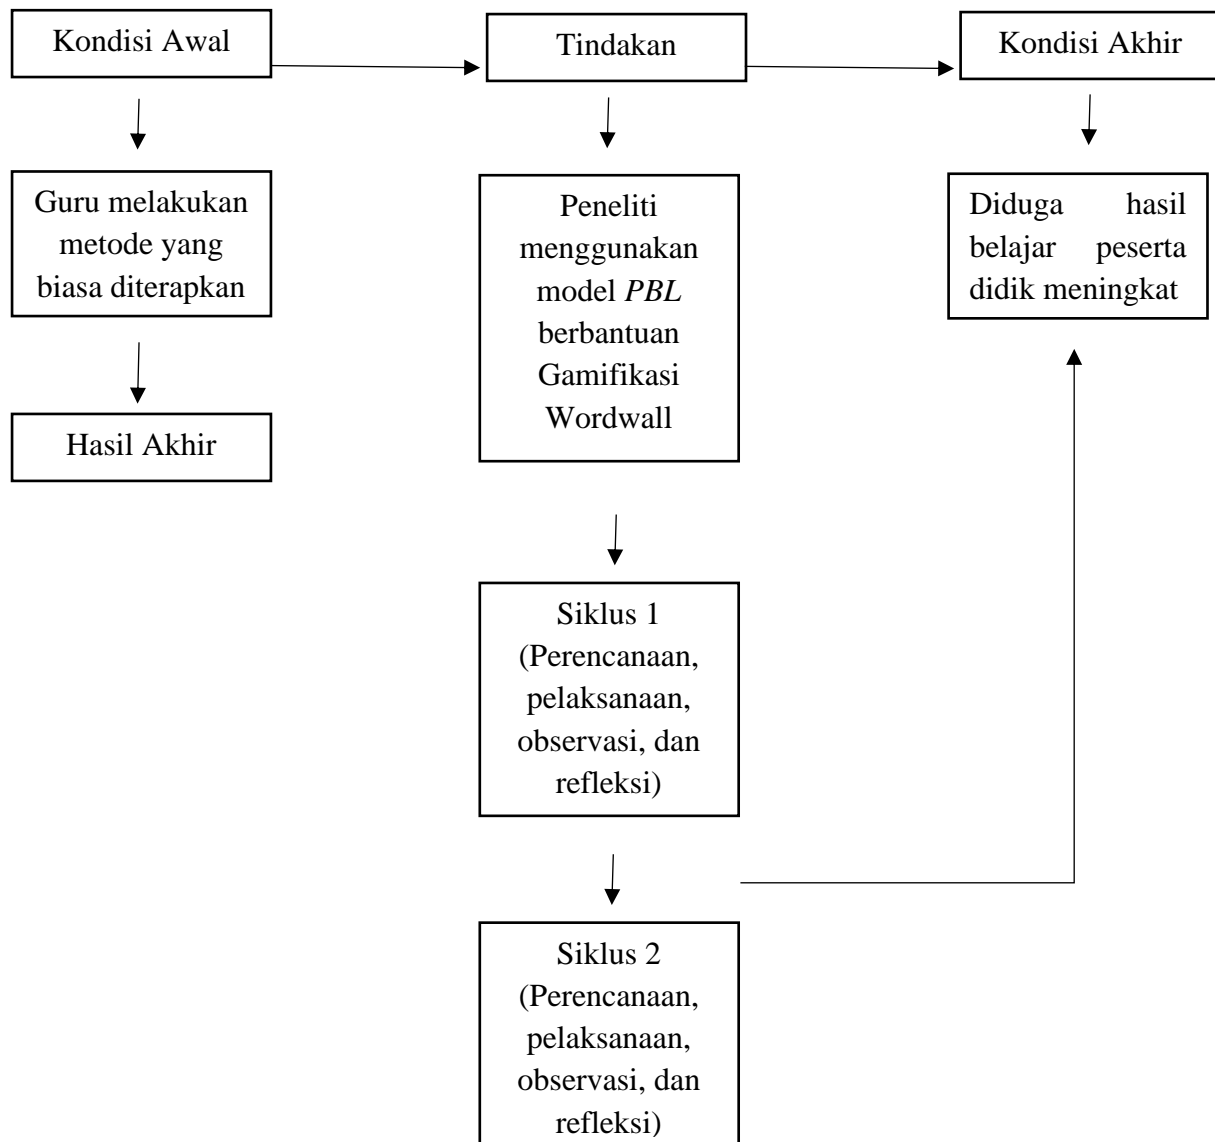 Kondisi Awal
Tindakan
Kondisi Akhir
Guru melakukan
metode yang
biasa diterapkan
Peneliti
menggunakan
model PBL
berbantuan
Gamifikasi
Wordwall
Diduga hasil
belajar peserta
didik meningkat
Hasil Akhir
Siklus 1
(Perencanaan,
pelaksanaan,
observasi, dan
refleksi)
Siklus 2
(Perencanaan,
pelaksanaan,
observasi, dan
refleksi)